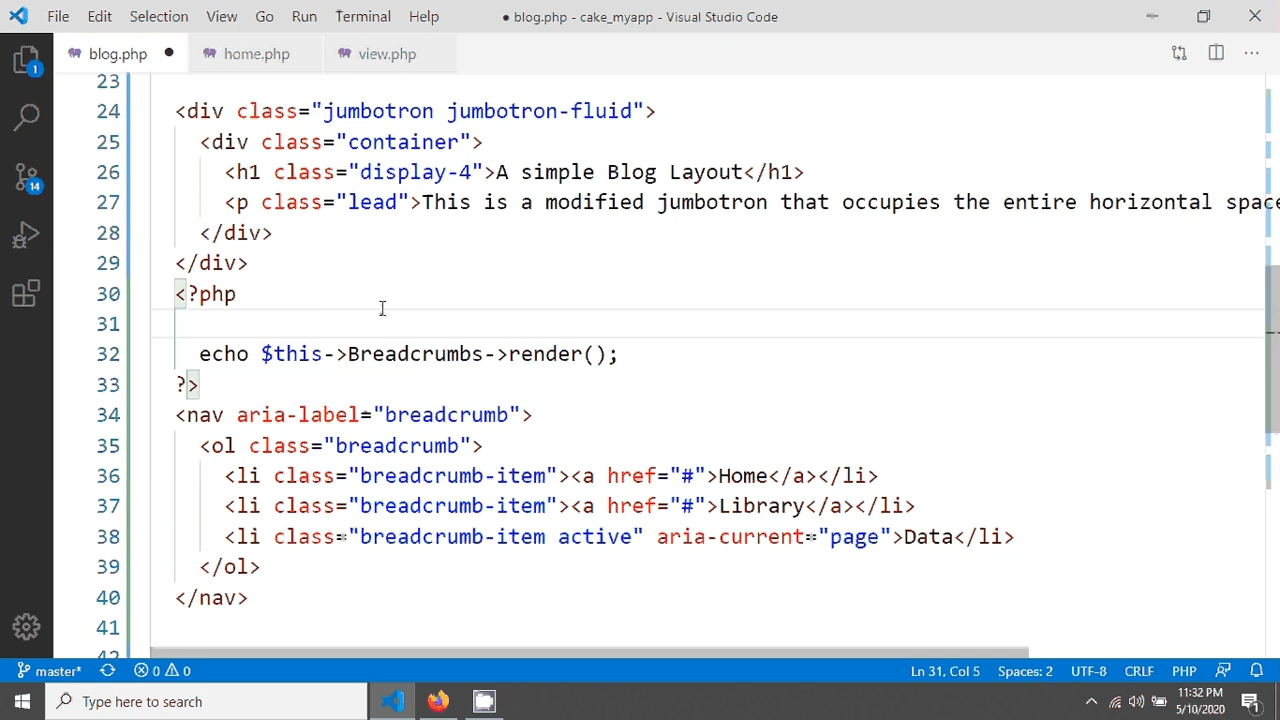 File Edit Selection View Go Run Terminal Help ● blog.php - cake_myapp - Visual Studio Code
blog.php ● home.php view.php
23
24 <div class="jumbotron jumbotron-fluid">
25 <div class="container">
26 <h1 class="display-4">A simple Blog Layout</h1>
27 <p class="lead">This is a modified jumbotron that occupies the entire horizontal space
28 </div>
29 </div>
30 <?php
31
32 echo $this->Breadcrumbs->render();
33 ?>
34 <nav aria-label="breadcrumb">
35 <ol class="breadcrumb">
36 <li class="breadcrumb-item"><a href="#">Home</a></li>
37 <li class="breadcrumb-item"><a href="#">Library</a></li>
38 <li class="breadcrumb-item active" aria-current="page">Data</li>
39 </ol>
40 </nav>
41
1
14
master* 0 0 Ln 31, Col 5 Spaces: 2 UTF-8 CRLF PHP
Type here to search 11:32 PM
5/10/2020 1